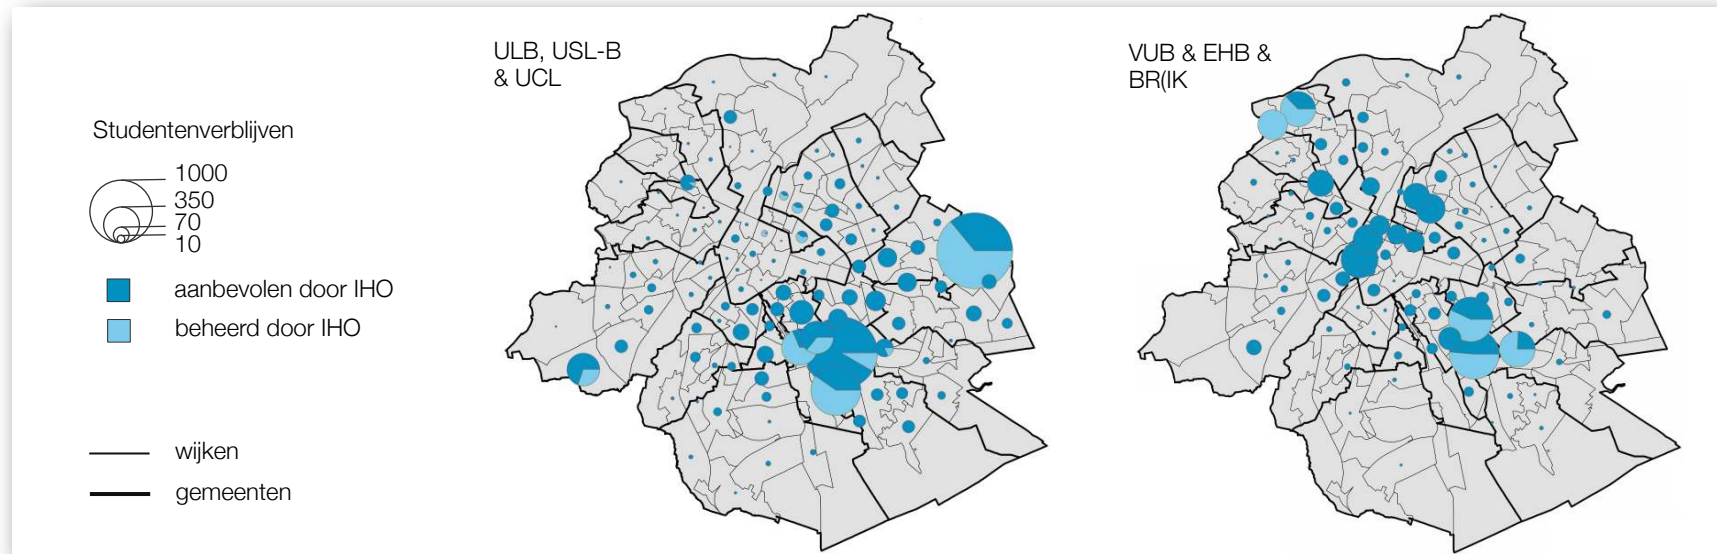 ULB, USL-B
& UCL
VUB & EHB &
BR(IK
Studentenverblijven
1000
350
70
10
aanbevolen door IHO
beheerd door IHO
wijken
gemeenten